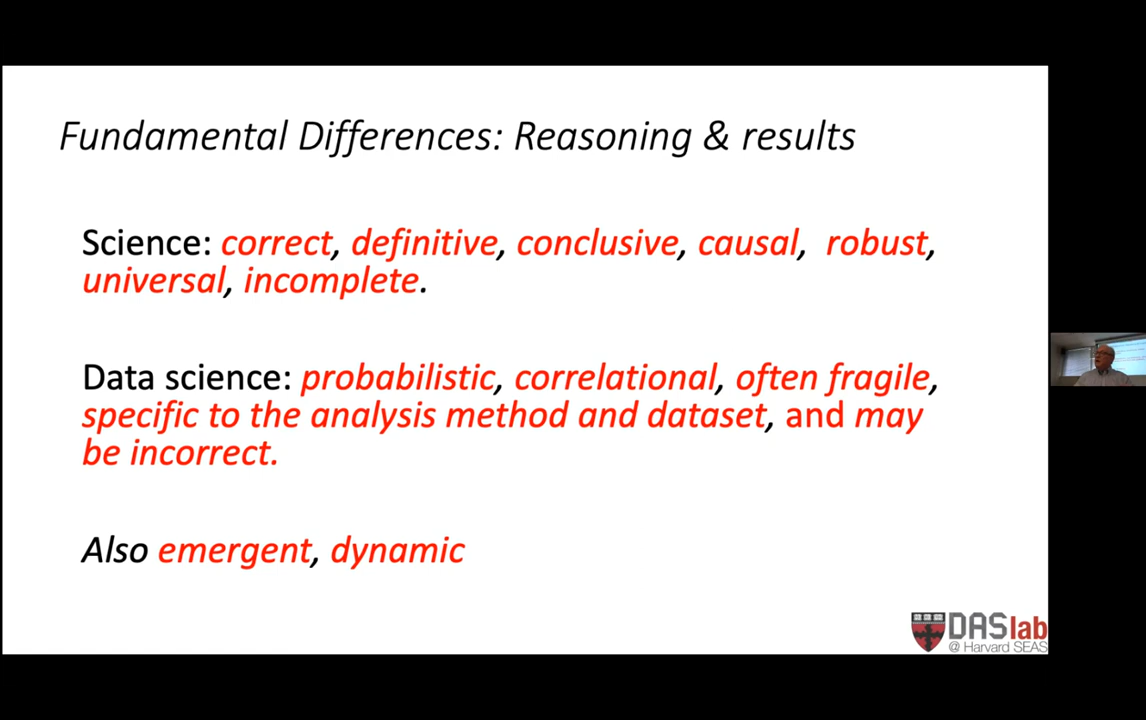 Fundamental Differences: Reasoning & results
Science: correct, definitive, conclusive, causal, robust,
universal, incomplete.
Data science: probabilistic, correlational, often fragile,
specific to the analysis method and dataset, and may
be incorrect.
Also emergent, dynamic
DASlab
@ Harvard SEAS